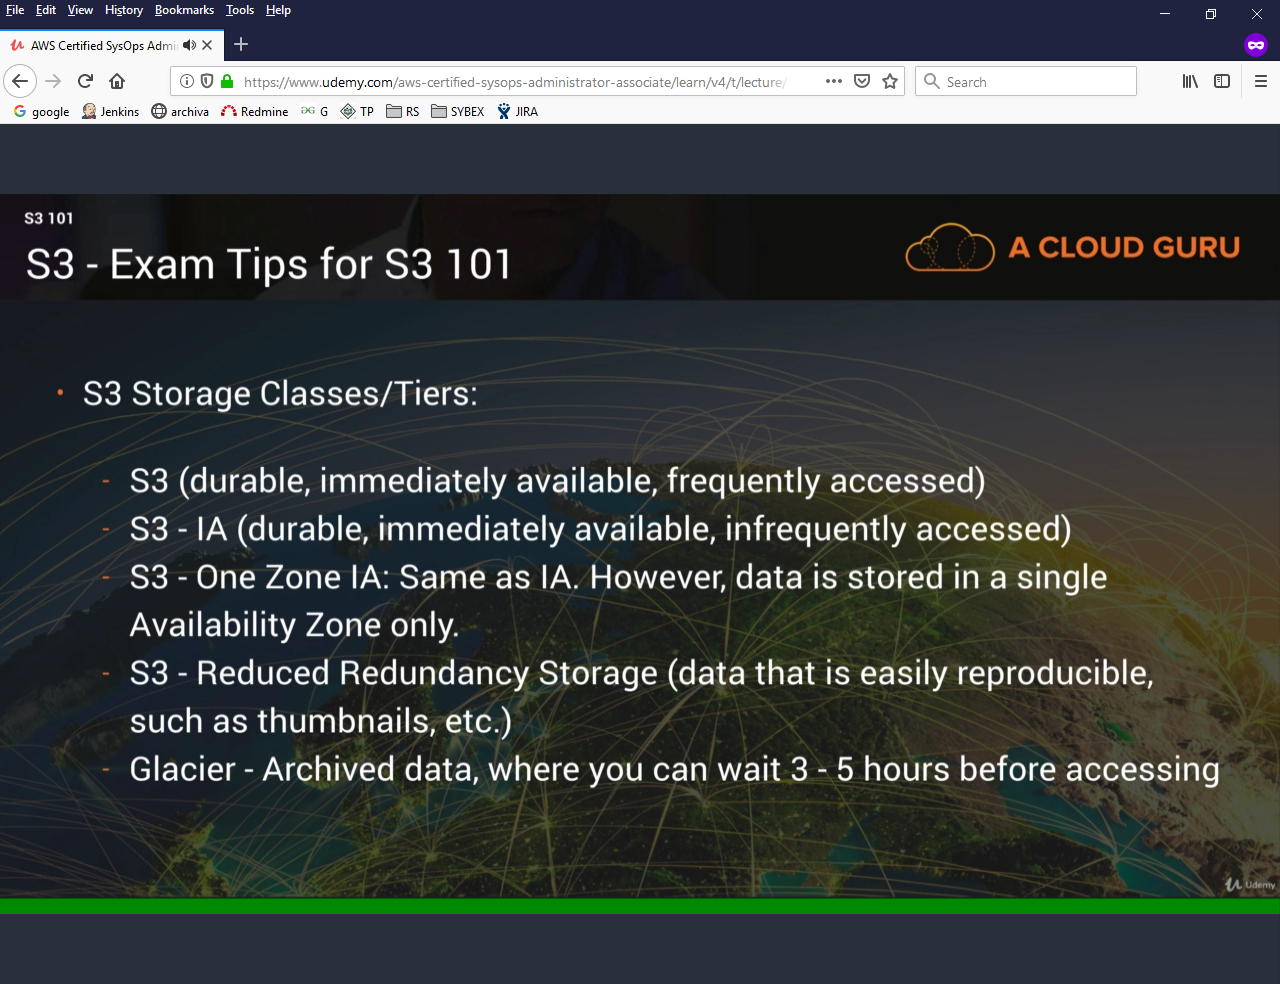 File Edit View History Bookmarks Tools Help
AWS Certified SysOps Admi
https://www.udemy.com/aws-certified-sysops-administrator-associate/learn/v4/t/lecture/
Search
google Jenkins archiva Redmine G TP RS SYBEX JIRA
S3 101
S3 - Exam Tips for S3 101
A CLOUD GURU
• S3 Storage Classes/Tiers:
- S3 (durable, immediately available, frequently accessed)
- S3 - IA (durable, immediately available, infrequently accessed)
- S3 - One Zone IA: Same as IA. However, data is stored in a single
Availability Zone only.
- S3 - Reduced Redundancy Storage (data that is easily reproducible,
such as thumbnails, etc.)
- Glacier - Archived data, where you can wait 3 - 5 hours before accessing
Udemy